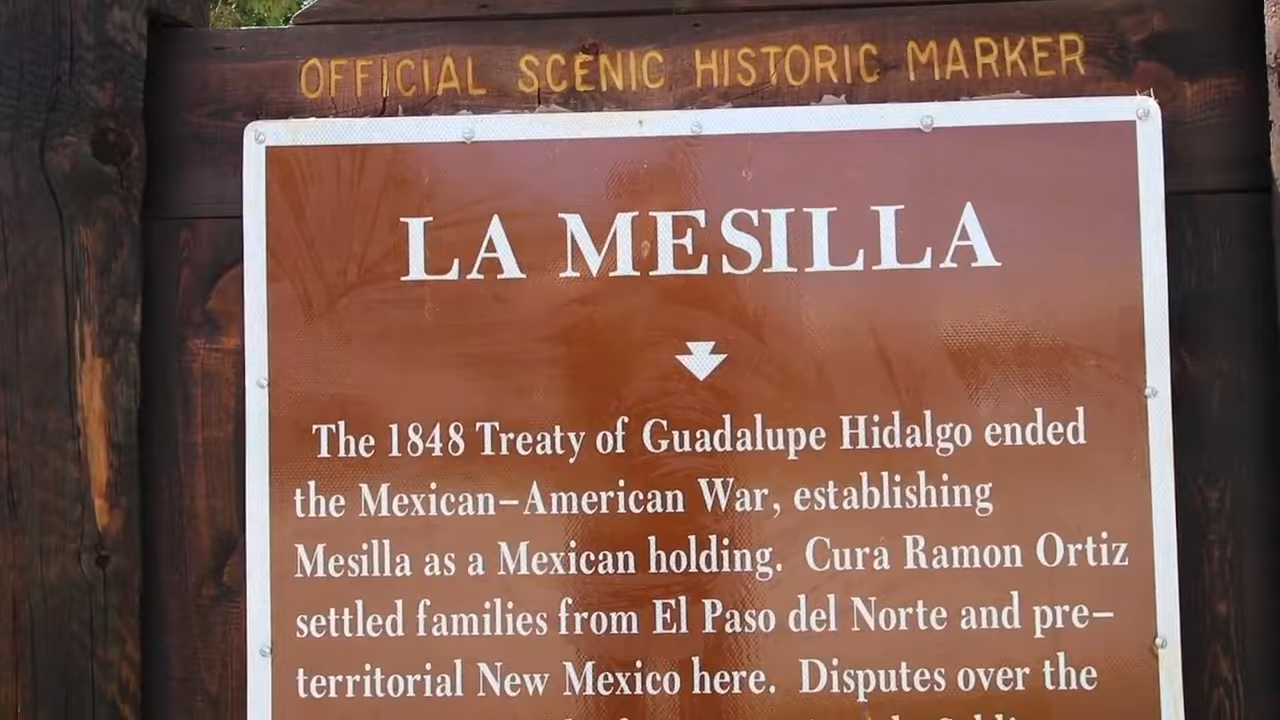 OFFICIAL SCENIC HISTORIC MARKER
LA MESILLA
The 1848 Treaty of Guadalupe Hidalgo ended
the Mexican-American War, establishing
Mesilla as a Mexican holding. Cura Ramon Ortiz
settled families from El Paso del Norte and pre-
territorial New Mexico here. Disputes over the